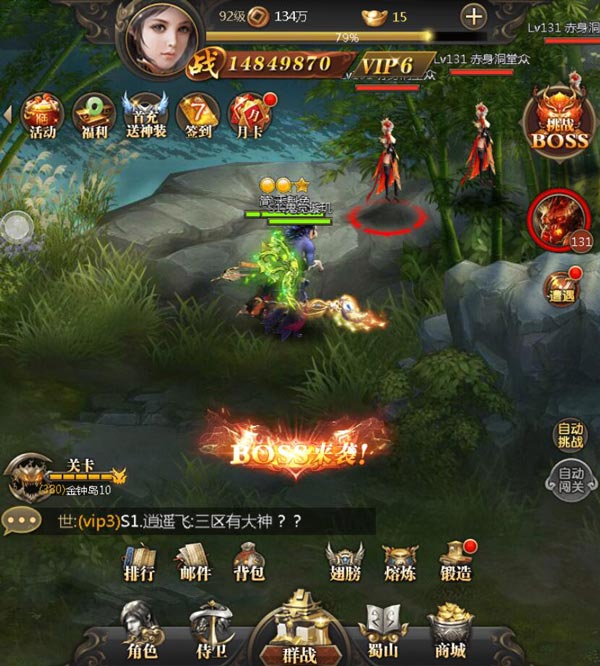 92级 134万 15
79%
Lv131 赤身洞
战 14849870 VIP6
Lv131 赤身洞堂众
活动 福利 首充送神装 签到 月卡
挑战
BOSS
131
遭遇
BOSS来袭!
自动
挑战
关卡
(380)金钟岛10
自动
闯关
世:(vip3)S1.逍遥飞:三区有大神??
排行 邮件 背包 翅膀 熔炼 锻造
角色 侍卫 群战 蜀山 商城